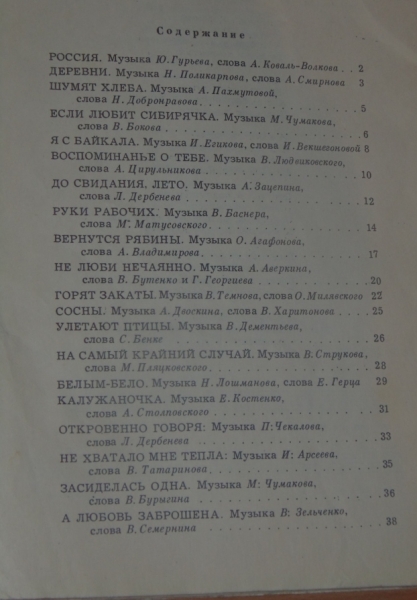 Содержание
РОССИЯ. Музыка Ю. Гурьева, слова А. Коваль-Волкова . . 2
ДЕРЕВНИ. Музыка Н. Поликарпова, слова А. Смирнова 3
ШУМЯТ ХЛЕБА. Музыка А. Пахмутовой,
слова Н. Добронравова . . . . . . . . . . . . . 5
ЕСЛИ ЛЮБИТ СИБИРЯЧКА. Музыка М. Чумакова,
слова В. Бокова . . . . . . . . . . . . . . . 6
Я С БАЙКАЛА. Музыка И. Егикова, слова И. Векшегоновой 8
ВОСПОМИНАНЬЕ О ТЕБЕ. Музыка В. Людвиковского,
слова А. Цирульникова . . . . . . . . . . . . . 10
ДО СВИДАНИЯ, ЛЕТО. Музыка А. Зацепина,
слова Л. Дербенева . . . . . . . . . . . . . . 12
РУКИ РАБОЧИХ. Музыка В. Баснера,
слова М. Матусовского . . . . . . . . . . . . . 14
ВЕРНУТСЯ РЯБИНЫ. Музыка О. Агафонова,
слова А. Владимирова . . . . . . . . . . . . . 17
НЕ ЛЮБИ НЕЧАЯННО. Музыка А. Аверкина,
слова В. Бутенко и Г. Георгиева . . . . . . . . . 20
ГОРЯТ ЗАКАТЫ. Музыка В. Темнова, слова О. Милявского 22
СОСНЫ. Музыка А. Двоскина, слова В. Харитонова . . . 25
УЛЕТАЮТ ПТИЦЫ. Музыка В. Дементьева,
слова С. Бенке . . . . . . . . . . . . . . . 26
НА САМЫЙ КРАЙНИЙ СЛУЧАЙ. Музыка В. Струкова,
слова М. Пляцковского . . . . . . . . . . . . . 28
БЕЛЫМ-БЕЛО. Музыка Н. Лошманова, слова Е. Герца 29
КАЛУЖАНОЧКА. Музыка Е. Костенко,
слова А. Столповского . . . . . . . . . . . . . 31
ОТКРОВЕННО ГОВОРЯ: Музыка П: Чекалова,
слова Л. Дербенева . . . . . . . . . . . . . . 33
НЕ ХВАТАЛО МНЕ ТЕПЛА: Музыка И: Арсеева,
слова В. Татаринова . . . . . . . . . . . . . . 35
ЗАСИДЕЛАСЬ ОДНА. Музыка М: Чумакова,
слова В. Бурыгина . . . . . . . . . . . . . . 36
А ЛЮБОВЬ ЗАБРОШЕНА. Музыка В: Зельченко,
слова В. Семернина . . . . . . . . . . . . . . 38